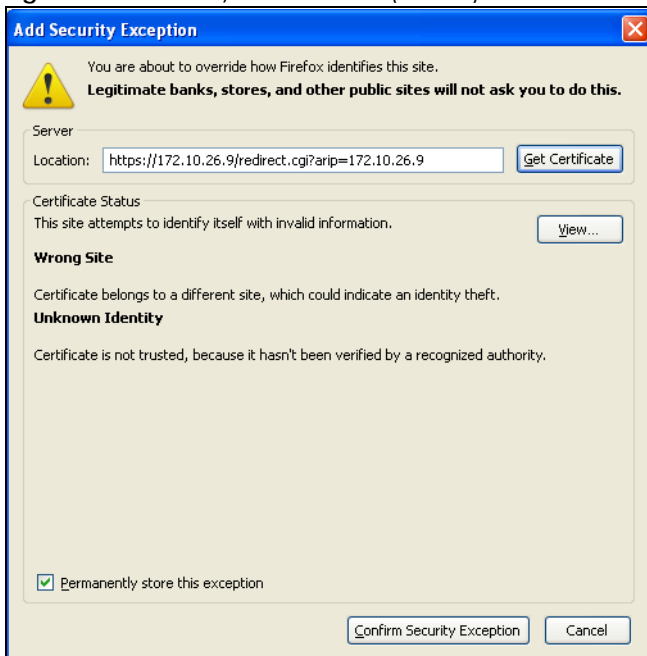 Add Security Exception
You are about to override how Firefox identifies this site.
Legitimate banks, stores, and other public sites will not ask you to do this.
Server
Location: https://172.10.26.9/redirect.cgi?arip=172.10.26.9 Get Certificate
Certificate Status
This site attempts to identify itself with invalid information. View...
Wrong Site
Certificate belongs to a different site, which could indicate an identity theft.
Unknown Identity
Certificate is not trusted, because it hasn't been verified by a recognized authority.
Permanently store this exception
Confirm Security Exception Cancel